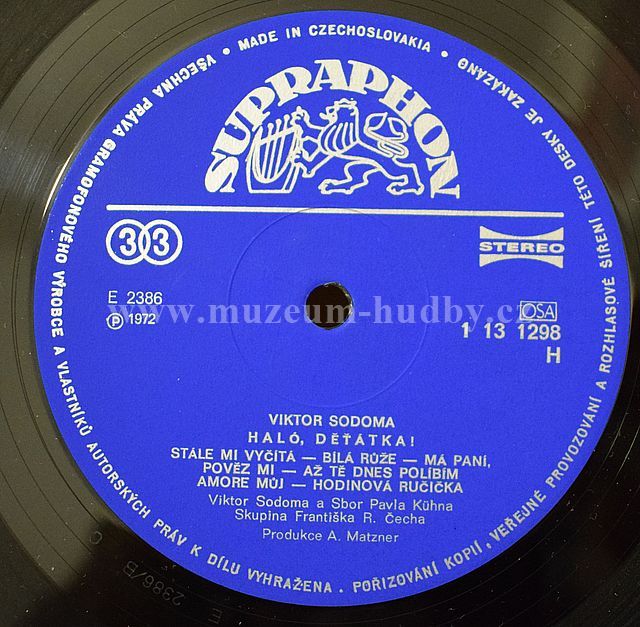 VŠECHNA PRÁVA GRAMOFONOVÉHO VÝROBCE A VLASTNÍKŮ AUTORSKÝCH PRÁV K DÍLU VYHRAŽENA . POŘIZOVÁNÍ KOPIÍ, VEŘEJNÉ PROVOZOVÁNÍ A ROZHLASOVÉ ŠÍŘENÍ TÉTO DESKY JE ZAKÁZÁNO
• MADE IN CZECHOSLOVAKIA •
SUPRAPHON
33
STEREO
E 2386
℗ 1972
OSA
1 13 1298
H
www.muzeum-hudby.cz
VIKTOR SODOMA
HALÓ, DĚŤÁTKA!
STÁLE MI VYČÍTÁ — BÍLÁ RŮŽE — MÁ PANÍ,
POVĚZ MI — AŽ TĚ DNES POLÍBÍM
AMORE MŮJ — HODINOVÁ RUČIČKA
Viktor Sodoma a Sbor Pavla Kühna
Skupina Františka R. Čecha
Produkce A. Matzner
E 2386/B C